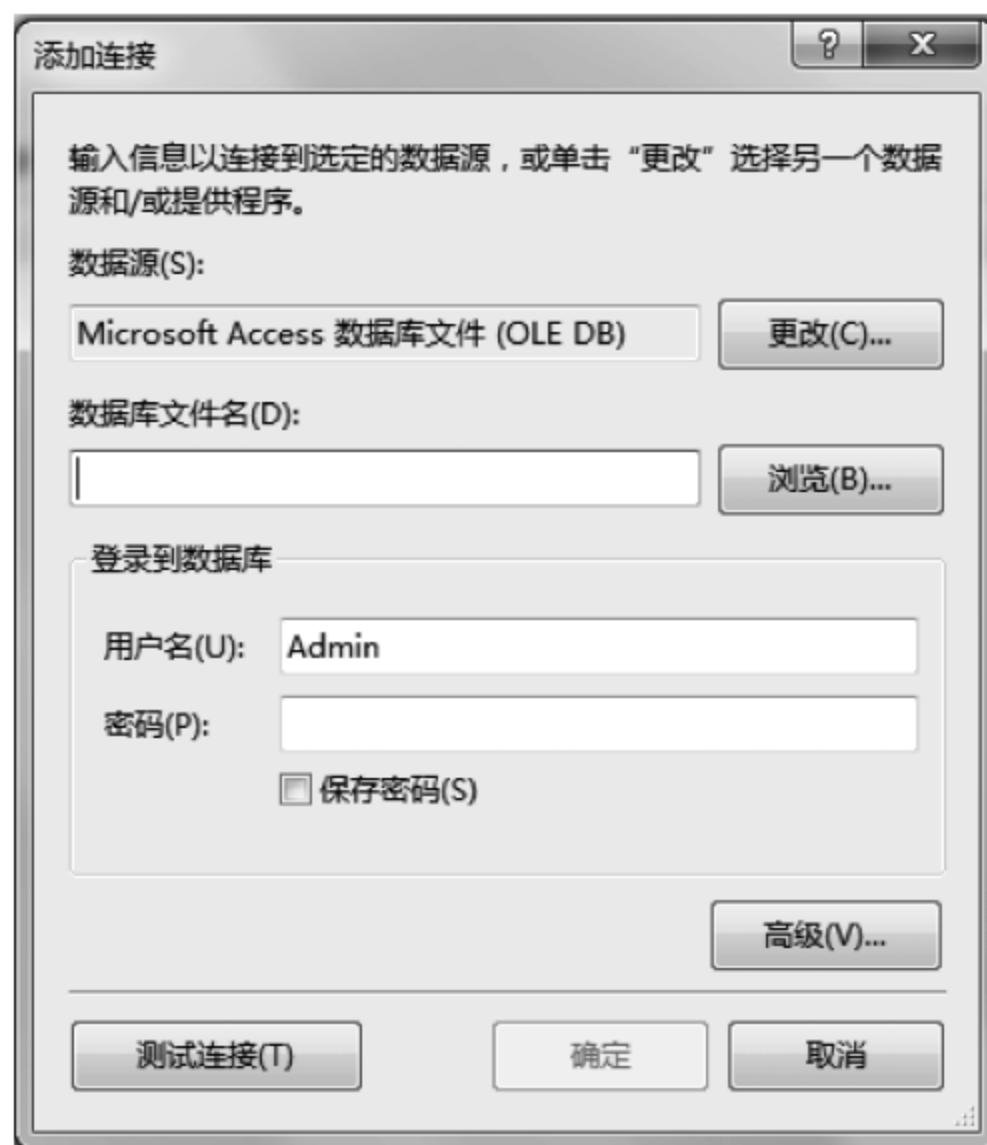 添加连接
输入信息以连接到选定的数据源，或单击“更改”选择另一个数据
源和/或提供程序。
数据源(S):
Microsoft Access 数据库文件 (OLE DB)
更改(C)...
数据库文件名(D):
浏览(B)...
登录到数据库
用户名(U):
Admin
密码(P):
保存密码(S)
高级(V)...
测试连接(T)
确定
取消